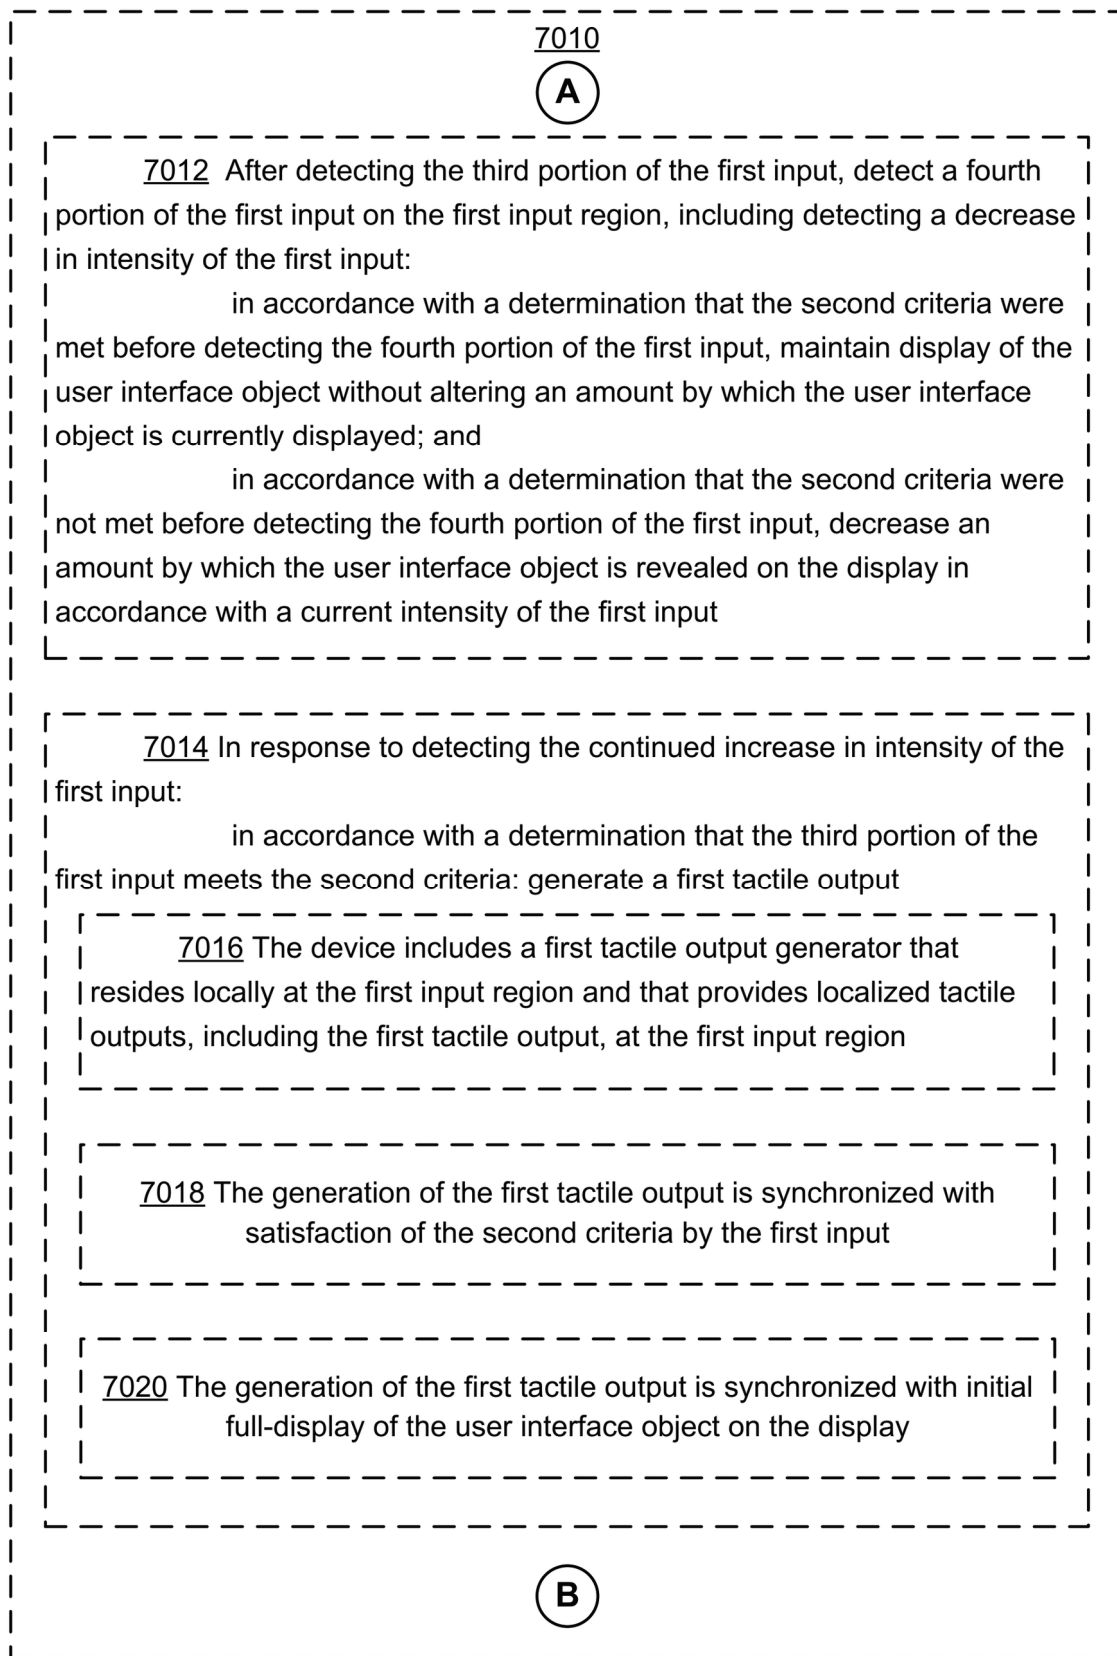 7010
A
7012 After detecting the third portion of the first input, detect a fourth
portion of the first input on the first input region, including detecting a decrease
in intensity of the first input:
in accordance with a determination that the second criteria were
met before detecting the fourth portion of the first input, maintain display of the
user interface object without altering an amount by which the user interface
object is currently displayed; and
in accordance with a determination that the second criteria were
not met before detecting the fourth portion of the first input, decrease an
amount by which the user interface object is revealed on the display in
accordance with a current intensity of the first input
7014 In response to detecting the continued increase in intensity of the
first input:
in accordance with a determination that the third portion of the
first input meets the second criteria: generate a first tactile output
7016 The device includes a first tactile output generator that
resides locally at the first input region and that provides localized tactile
outputs, including the first tactile output, at the first input region
7018 The generation of the first tactile output is synchronized with
satisfaction of the second criteria by the first input
7020 The generation of the first tactile output is synchronized with initial
full-display of the user interface object on the display
B